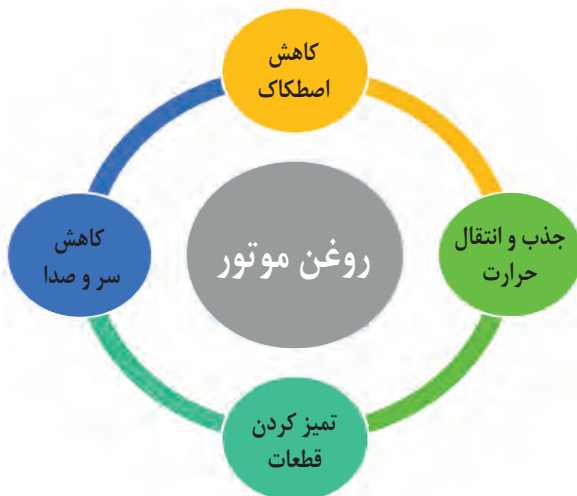 کاهش
اصطکاک
جذب و انتقال
حرارت
روغن موتور
کاهش
سر و صدا
تمیز کردن
قطعات